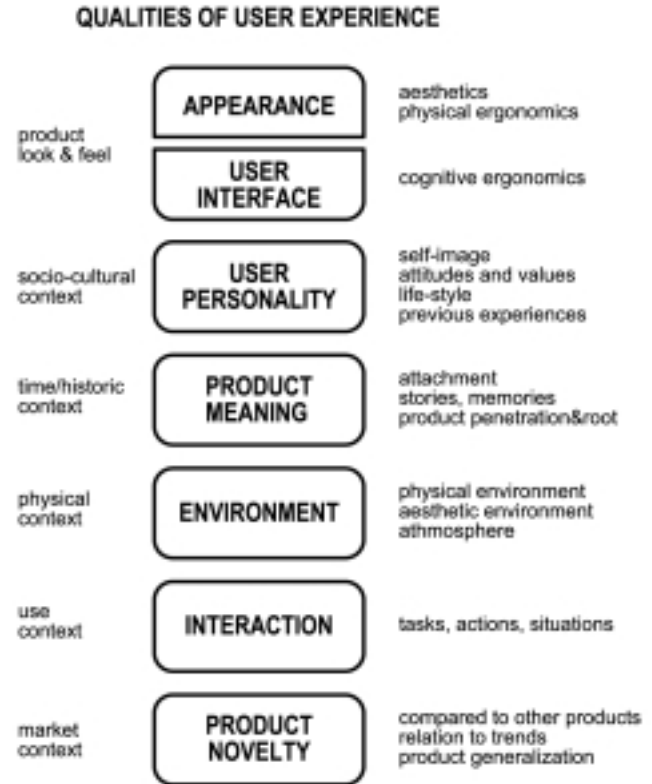 QUALITIES OF USER EXPERIENCE
product
look & feel
APPEARANCE
aesthetics
physical ergonomics
USER
INTERFACE
cognitive ergonomics
socio-cultural
context
USER
PERSONALITY
self-image
attitudes and values
life-style
previous experiences
time/historic
context
PRODUCT
MEANING
attachment
stories, memories
product penetration&root
physical
context
ENVIRONMENT
physical environment
aesthetic environment
athmosphere
use
context
INTERACTION
tasks, actions, situations
market
context
PRODUCT
NOVELTY
compared to other products
relation to trends
product generalization